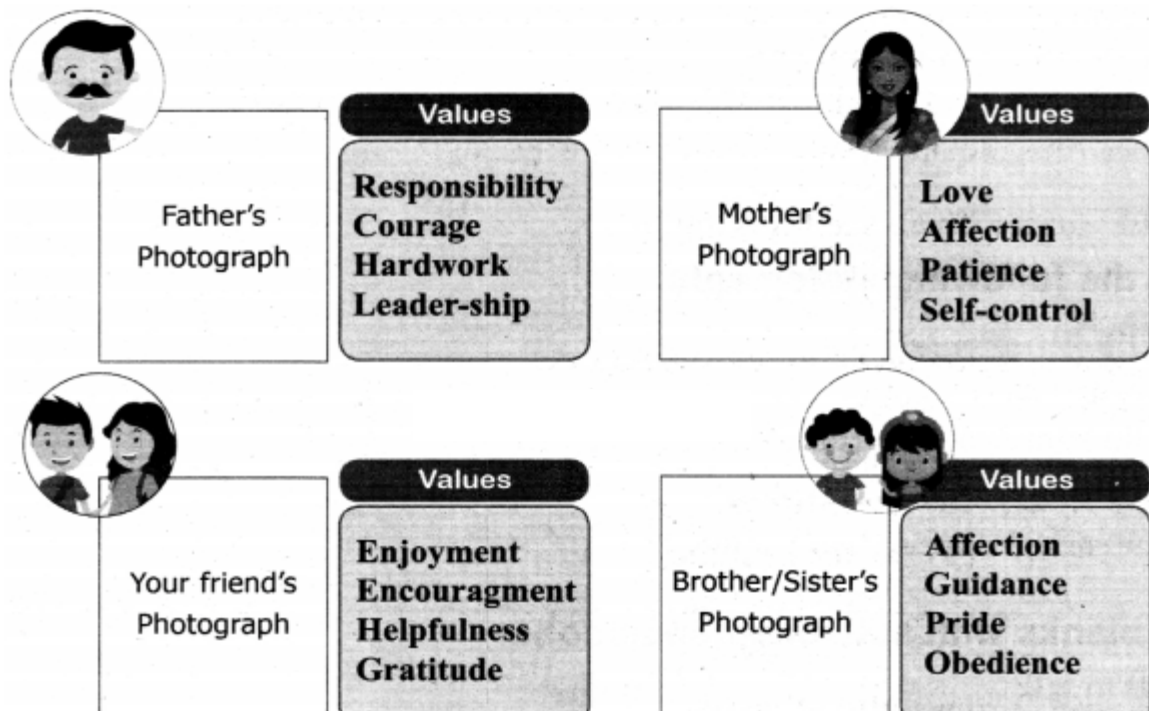 Values
Father's
Photograph
Responsibility
Courage
Hardwork
Leader-ship
Values
Mother's
Photograph
Love
Affection
Patience
Self-control
Values
Your friend's
Photograph
Enjoyment
Encouragment
Helpfulness
Gratitude
Values
Brother/Sister's
Photograph
Affection
Guidance
Pride
Obedience